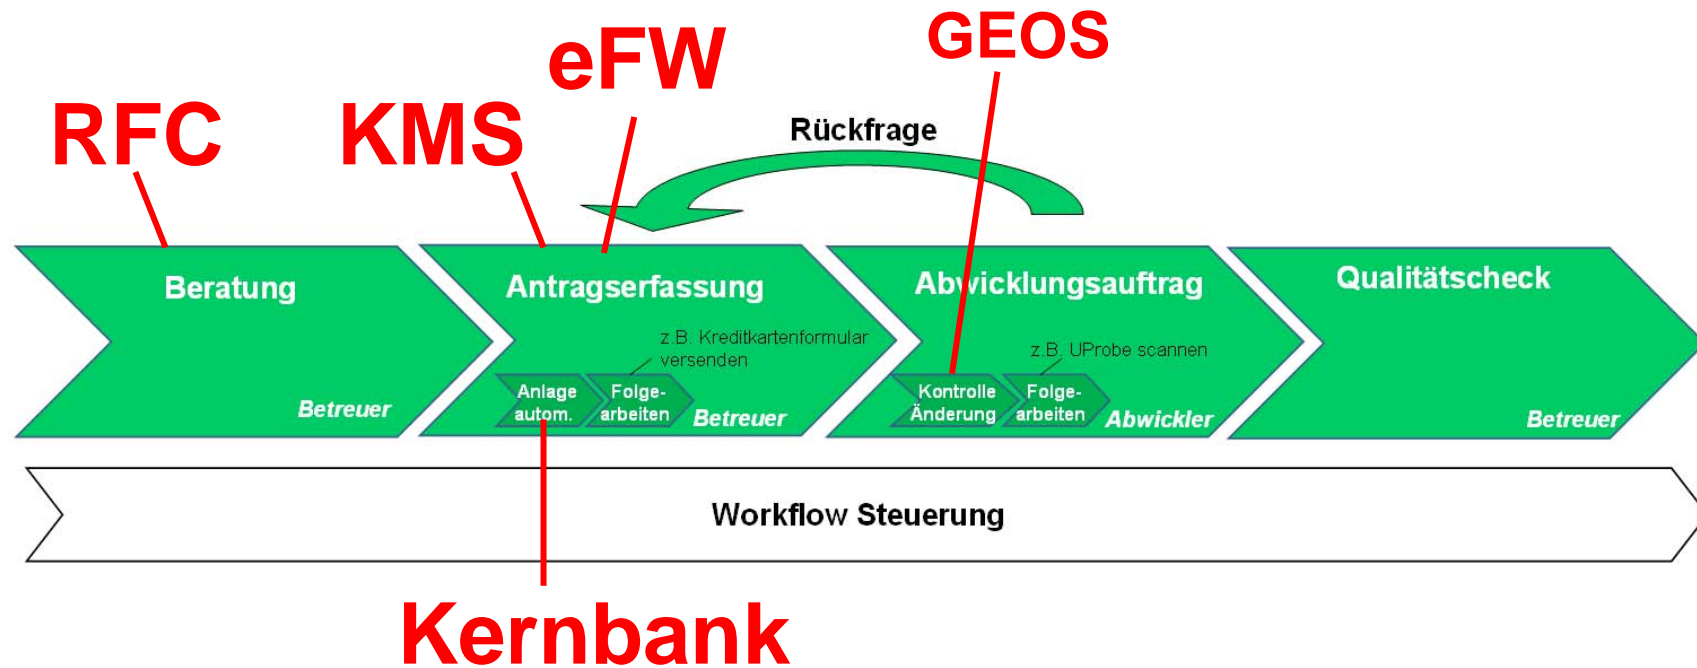 GEOS
eFW
RFC
KMS
Rückfrage
Beratung
Betreuer
Antragserfassung
z.B. Kreditkartenformular
versenden
Anlage
autom.
Folge-
arbeiten
Betreuer
Abwicklungsauftrag
z.B. UProbe scannen
Kontrolle
Änderung
Folge-
arbeiten
Abwickler
Qualitätscheck
Betreuer
Workflow Steuerung
Kernbank